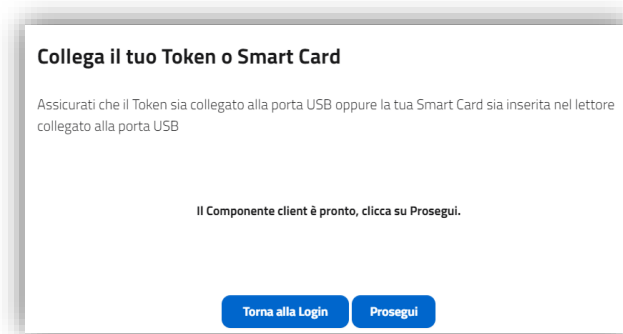 Collega il tuo Token o Smart Card
Assicurati che il Token sia collegato alla porta USB oppure la tua Smart Card sia inserita nel lettore
collegato alla porta USB
Il Componente client è pronto, clicca su Prosegui.
Torna alla Login Prosegui